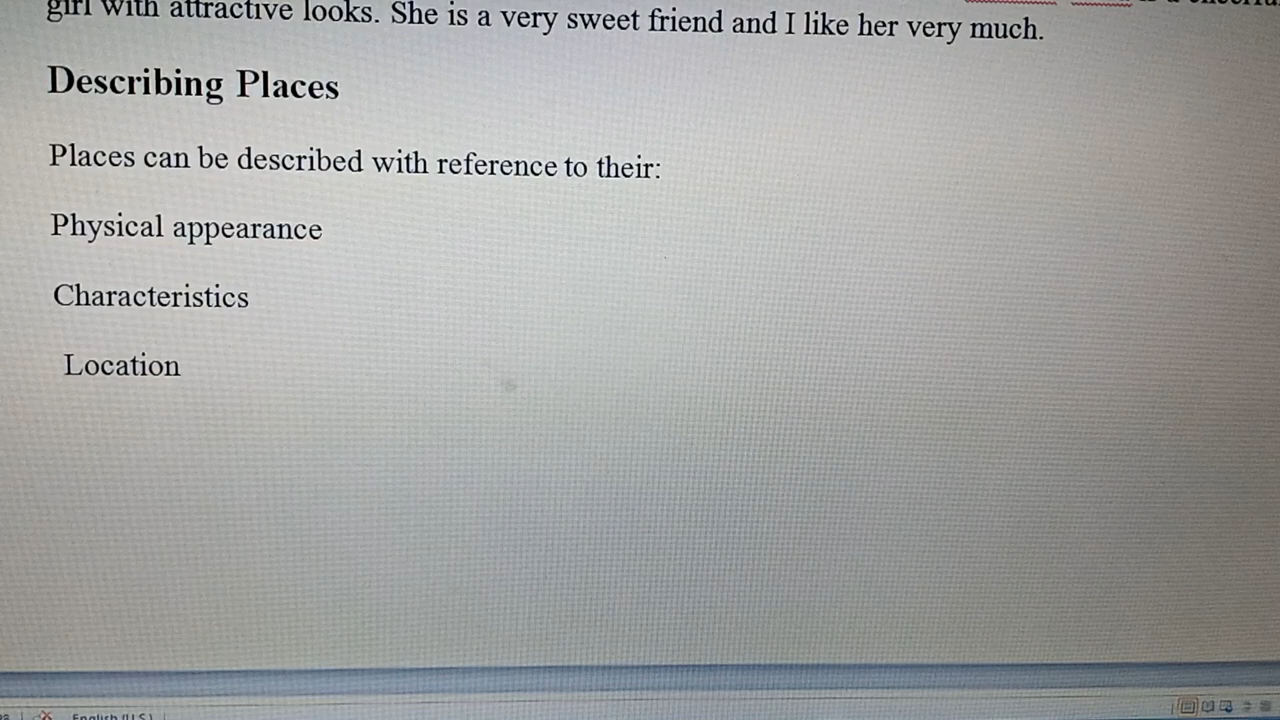 girl with attractive looks. She is a very sweet friend and I like her very much.
Describing Places
Places can be described with reference to their:
Physical appearance
Characteristics
Location
English (U.S.)